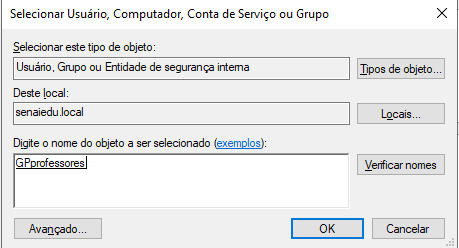 Selecionar Usuário, Computador, Conta de Serviço ou Grupo
Selecionar este tipo de objeto:
Usuário, Grupo ou Entidade de segurança interna
Tipos de objeto...
Deste local:
senaiedu.local
Locais...
Digite o nome do objeto a ser selecionado (exemplos):
GPprofessores
Verificar nomes
Avançado...
OK
Cancelar